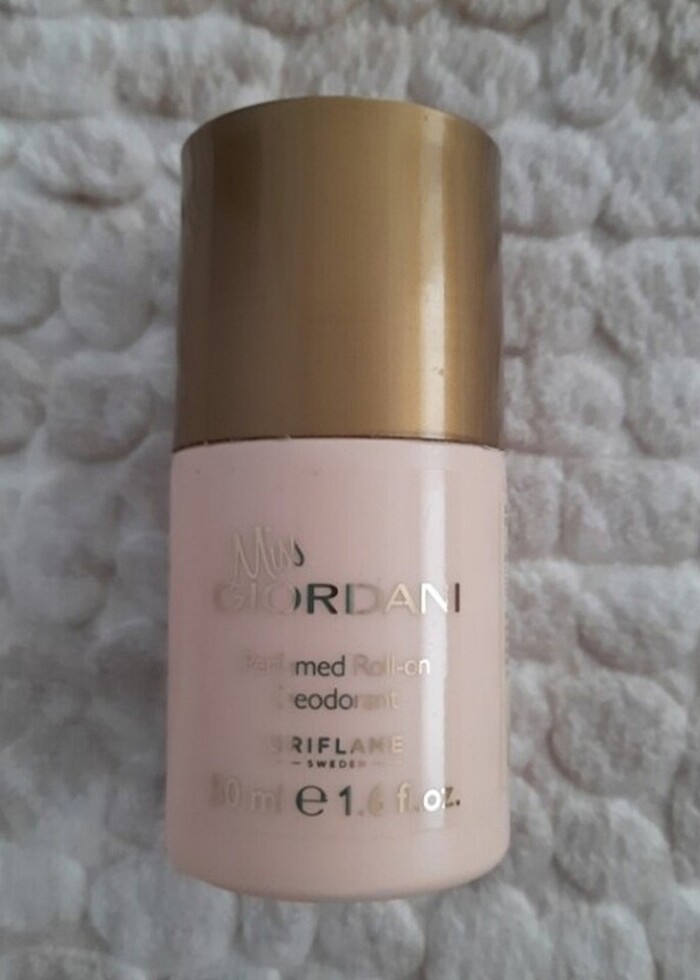 Miss
GIORDANI
Perfumed Roll-on
Deodorant
ORIFLAME
SWEDEN
50 ml e 1.6 fl.oz.